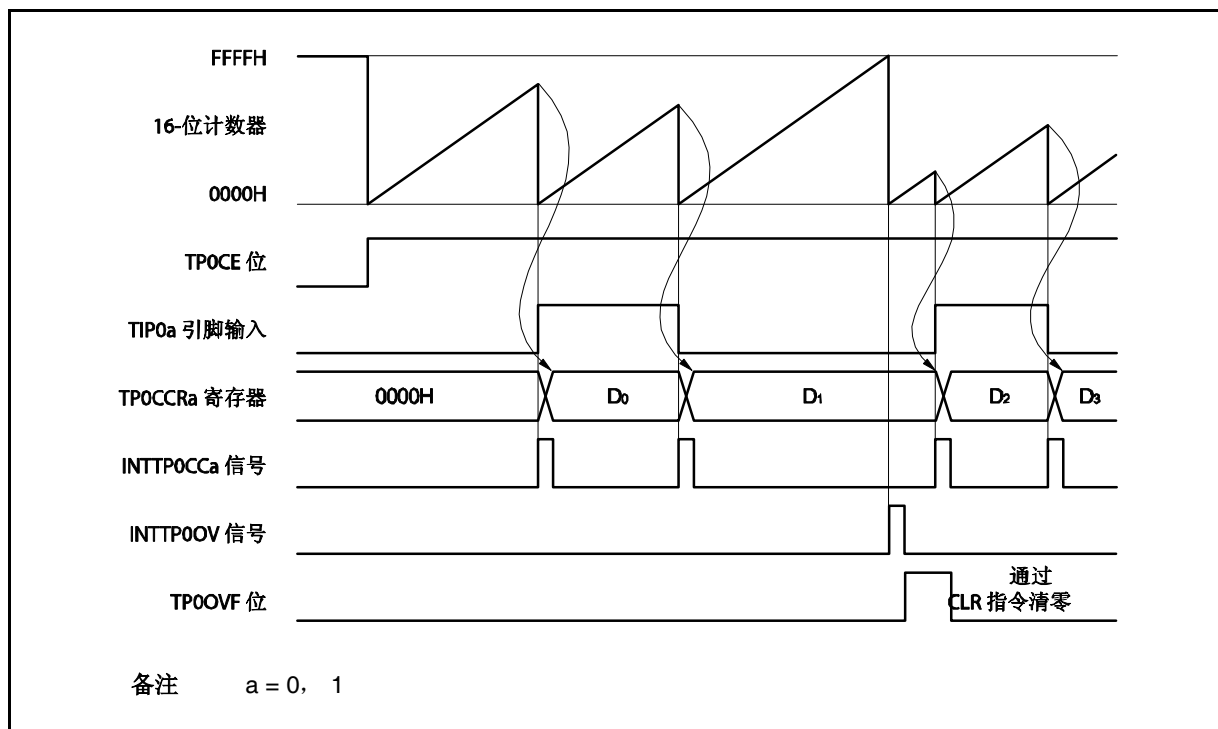 FFFFH
16-位计数器
0000H
TP0CE 位
TIP0a 引脚输入
TP0CCRa 寄存器
0000H D0 D1 D2 D3
INTTP0CCa 信号
INTTP0OV 信号
TP0OVF 位
通过
CLR 指令清零
备注 a = 0， 1